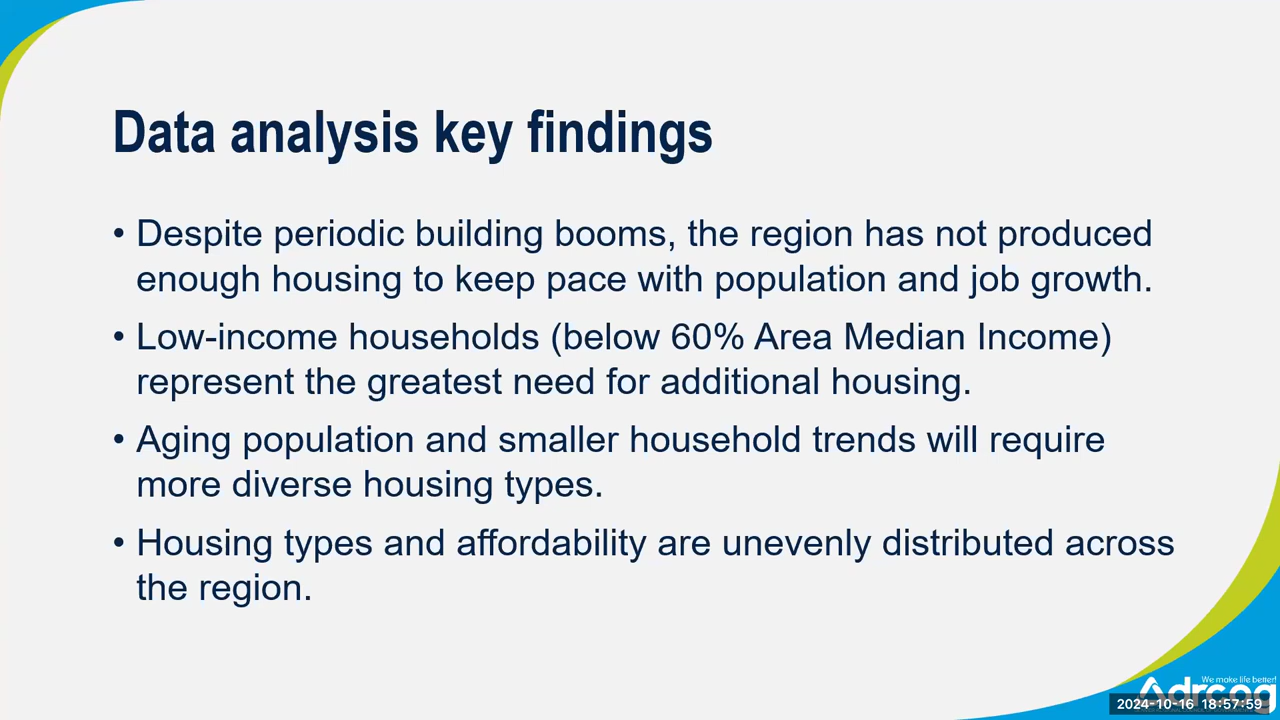 Data analysis key findings
• Despite periodic building booms, the region has not produced
enough housing to keep pace with population and job growth.
• Low-income households (below 60% Area Median Income)
represent the greatest need for additional housing.
• Aging population and smaller household trends will require
more diverse housing types.
• Housing types and affordability are unevenly distributed across
the region.
We make life better!
drcog
2024-10-16 18:57:59